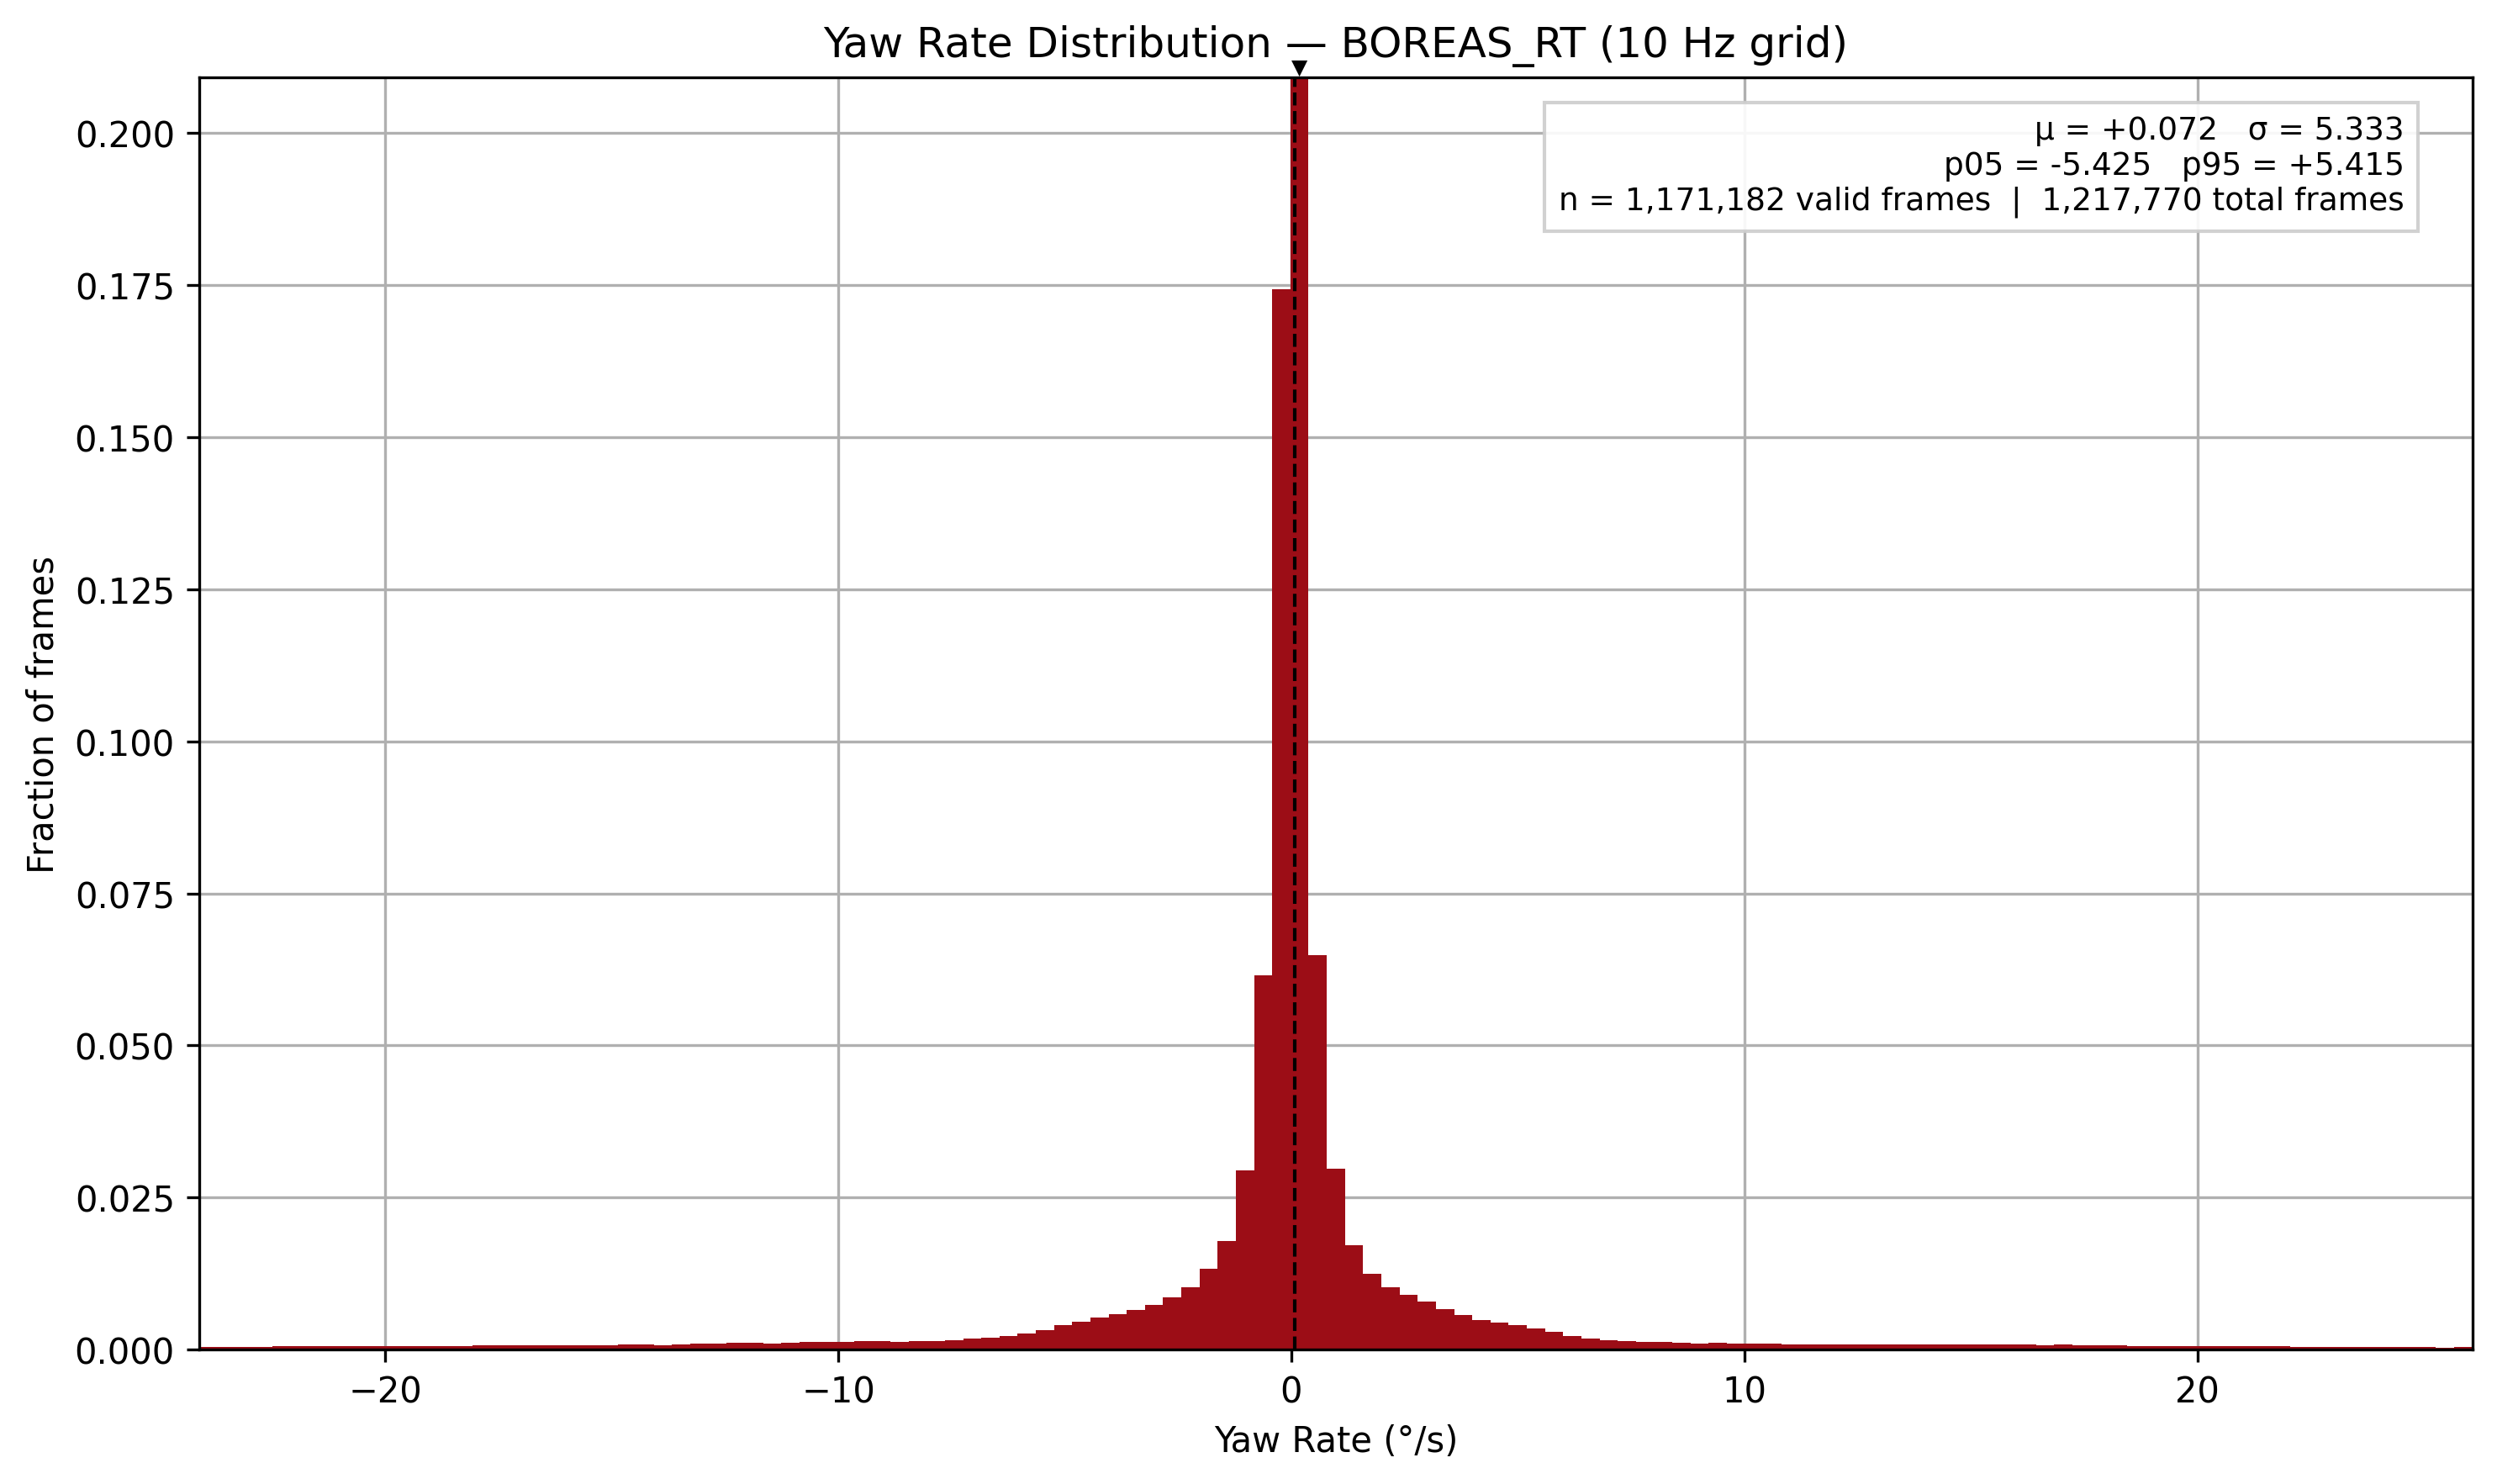 Yaw Rate Distribution — BOREAS_RT (10 Hz grid)
μ = +0.072   σ = 5.333
p05 = -5.425   p95 = +5.415
n = 1,171,182 valid frames  |  1,217,770 total frames
Fraction of frames
0.200
0.175
0.150
0.125
0.100
0.075
0.050
0.025
0.000
−20
−10
0
10
20
Yaw Rate (°/s)